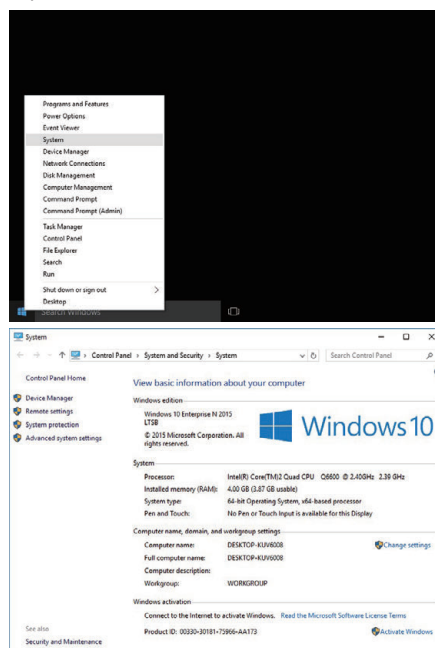 Programs and Features
Power Options
Event Viewer
System
Device Manager
Network Connections
Disk Management
Computer Management
Command Prompt
Command Prompt (Admin)
Task Manager
Control Panel
File Explorer
Search
Run
Shut down or sign out >
Desktop
Search Windows
System
Control Panel > System and Security > System
Search Control Panel
Control Panel Home
Device Manager
Remote settings
System protection
Advanced system settings
See also
Security and Maintenance
View basic information about your computer
Windows edition
Windows 10 Enterprise N 2015
LTSB
© 2015 Microsoft Corporation. All
rights reserved.
Windows 10
System
Processor: Intel(R) Core(TM)2 Quad CPU Q6600 @ 2.40GHz 2.39 GHz
Installed memory (RAM): 4.00 GB (3.87 GB usable)
System type: 64-bit Operating System, x64-based processor
Pen and Touch: No Pen or Touch Input is available for this Display
Computer name, domain, and workgroup settings
Computer name: DESKTOP-KUV6008
Change settings
Full computer name: DESKTOP-KUV6008
Computer description:
Workgroup: WORKGROUP
Windows activation
Connect to the Internet to activate Windows. Read the Microsoft Software License Terms
Product ID: 00330-30181-75966-AA173
Activate Windows